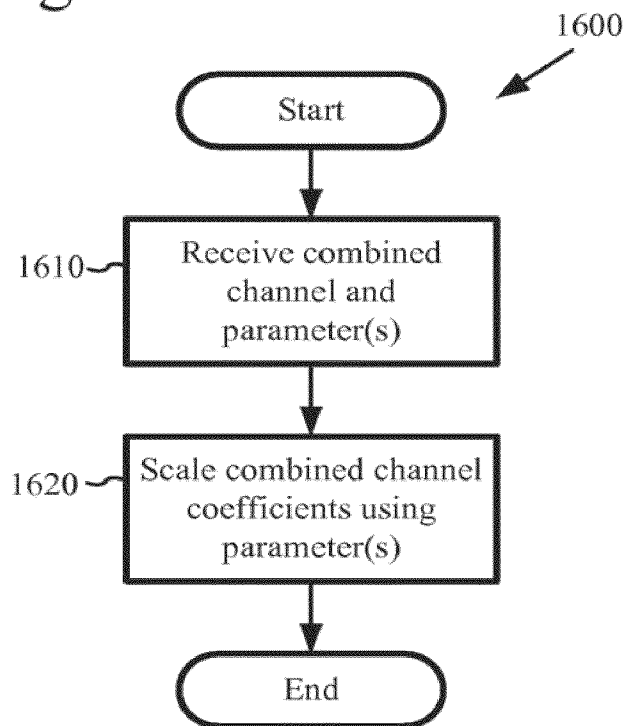 1600
Start
1610
Receive combined
channel and
parameter(s)
1620
Scale combined channel
coefficients using
parameter(s)
End